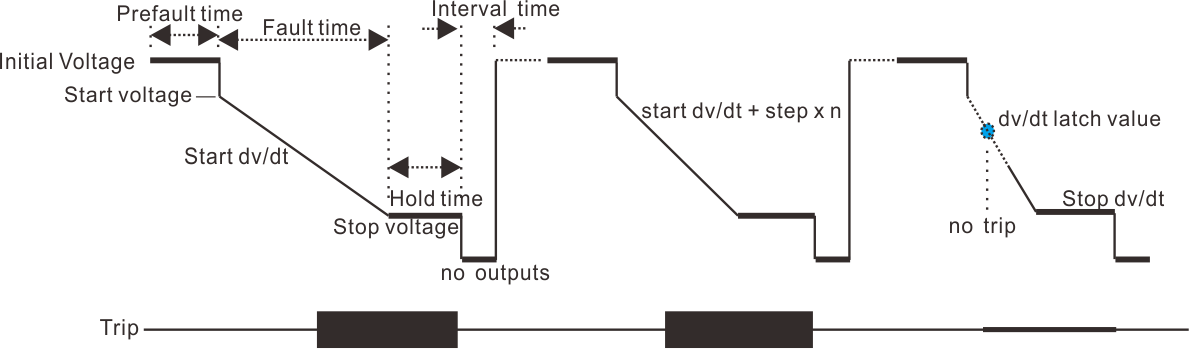 Prefault time
Fault time
Interval time
Initial Voltage
Start voltage
start dv/dt + step x n
dv/dt latch value
Start dv/dt
Hold time
Stop dv/dt
Stop voltage
no trip
no outputs
Trip